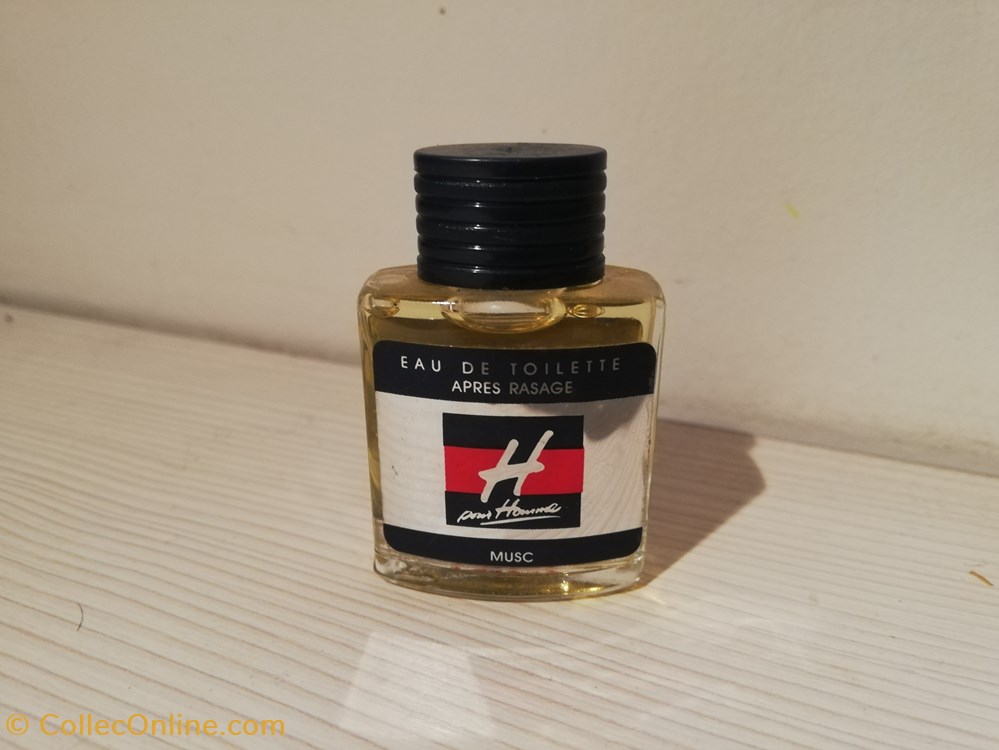 EAU DE TOILETTE
APRES RASAGE
H
pour Homme
MUSC
© CollecOnline.com